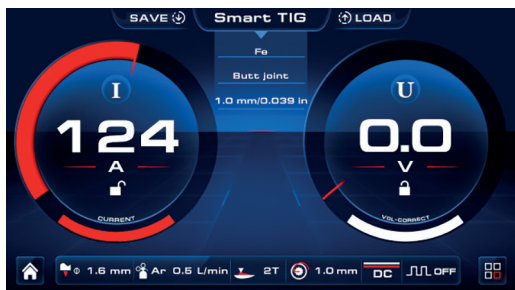 SAVE Smart TIG LOAD
Fe
Butt joint
1.0 mm/0.039 in
I
124
A
CURRENT
U
0.0
V
VOL-CORRECT
Φ 1.6 mm Ar 0.5 L/min 2T 1.0 mm DC OFF